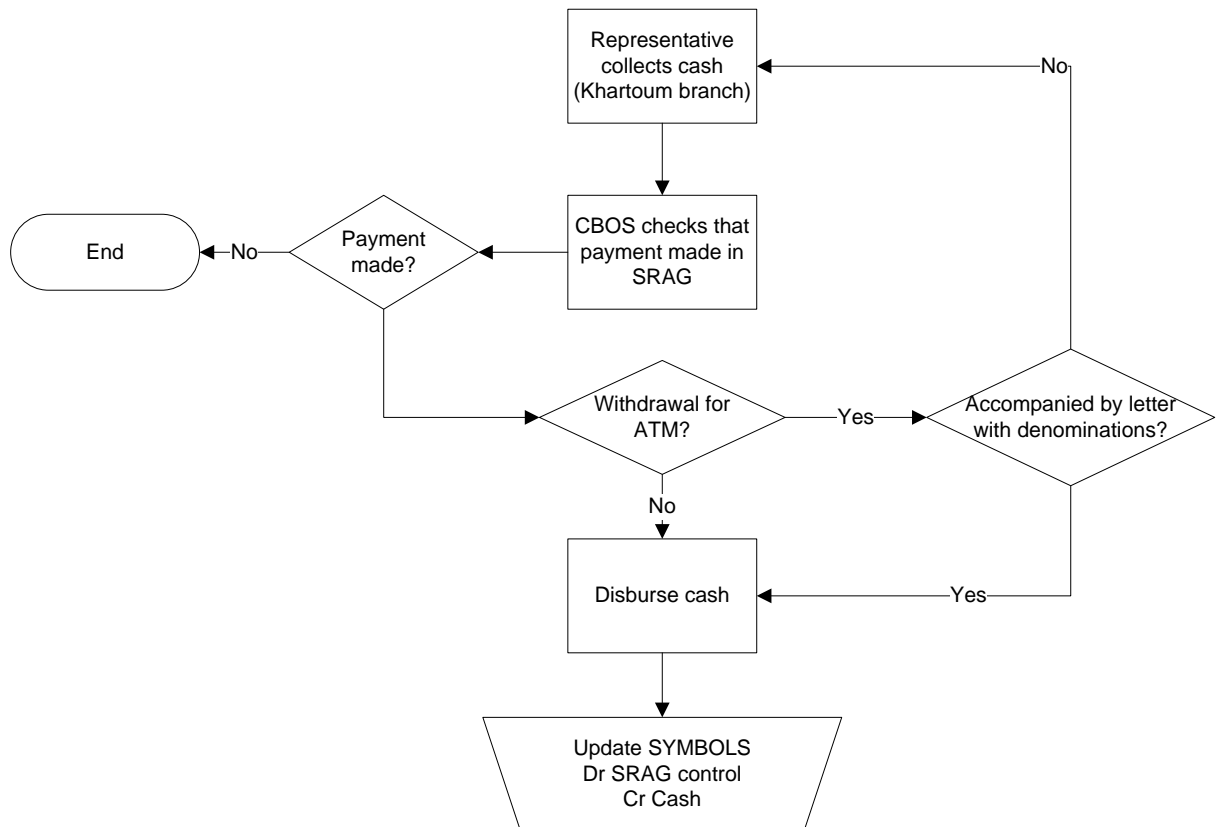 Representative
collects cash
(Khartoum branch)
No
CBOS checks that
payment made in
SRAG
Payment
made?
No
End
Withdrawal for
ATM?
Yes
Accompanied by letter
with denominations?
No
Disburse cash
Yes
Update SYMBOLS
Dr SRAG control
Cr Cash